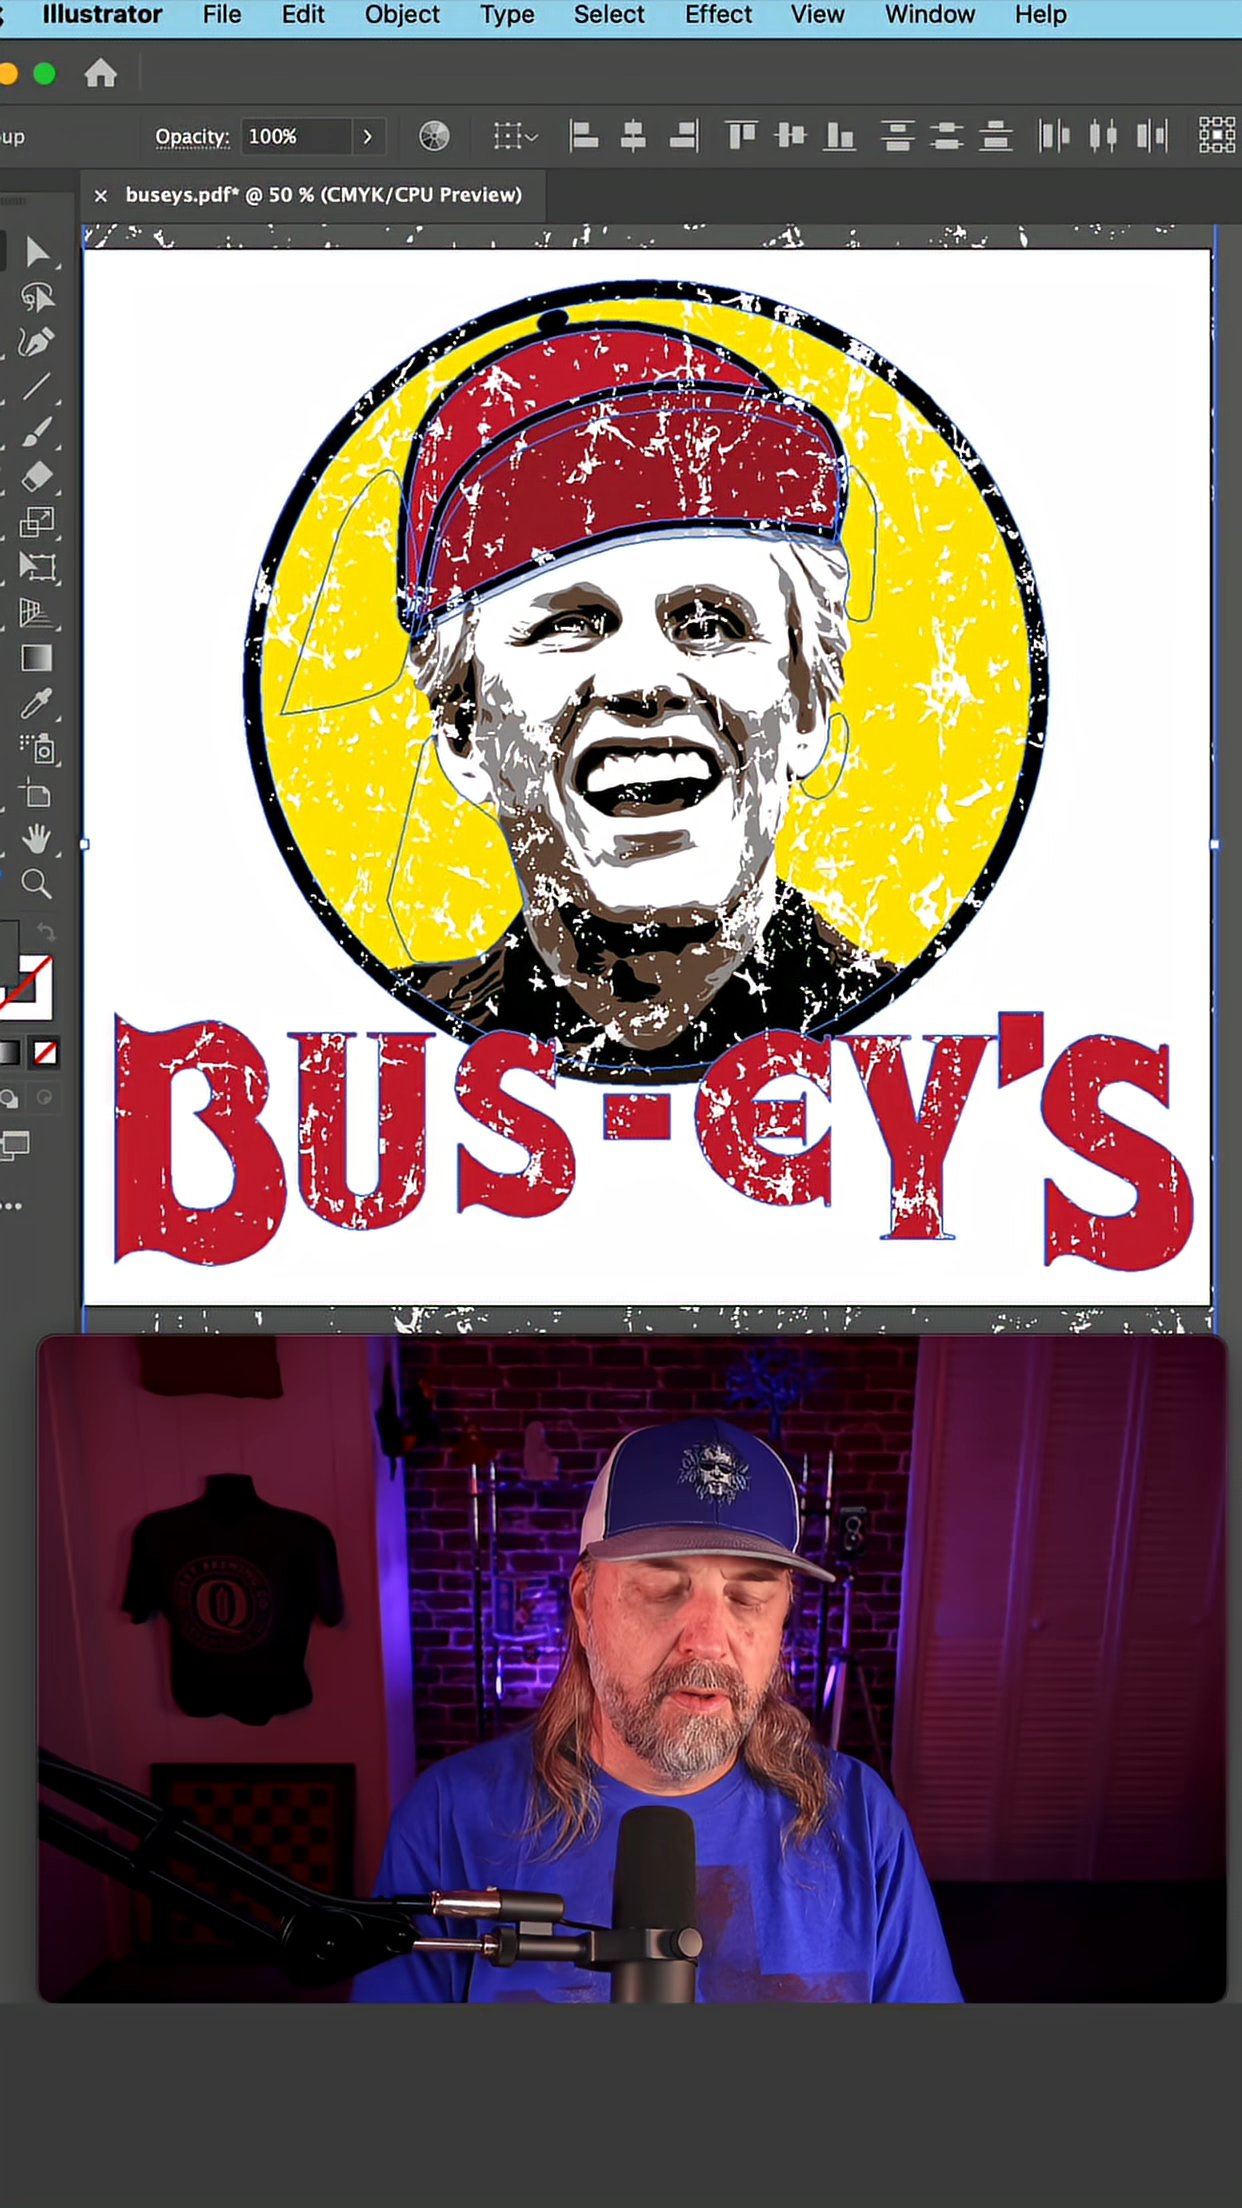 Illustrator File Edit Object Type Select Effect View Window Help
up Opacity: 100%
× buseys.pdf* @ 50 % (CMYK/CPU Preview)
BUS-EY'S
Q